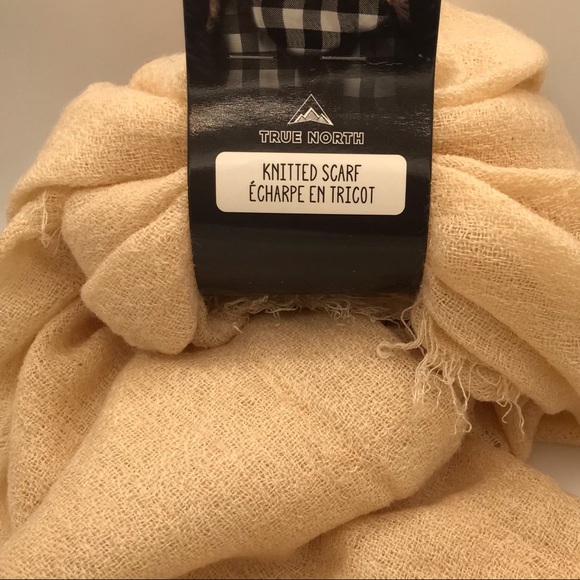 TRUE NORTH
KNITTED SCARF
ÉCHARPE EN TRICOT